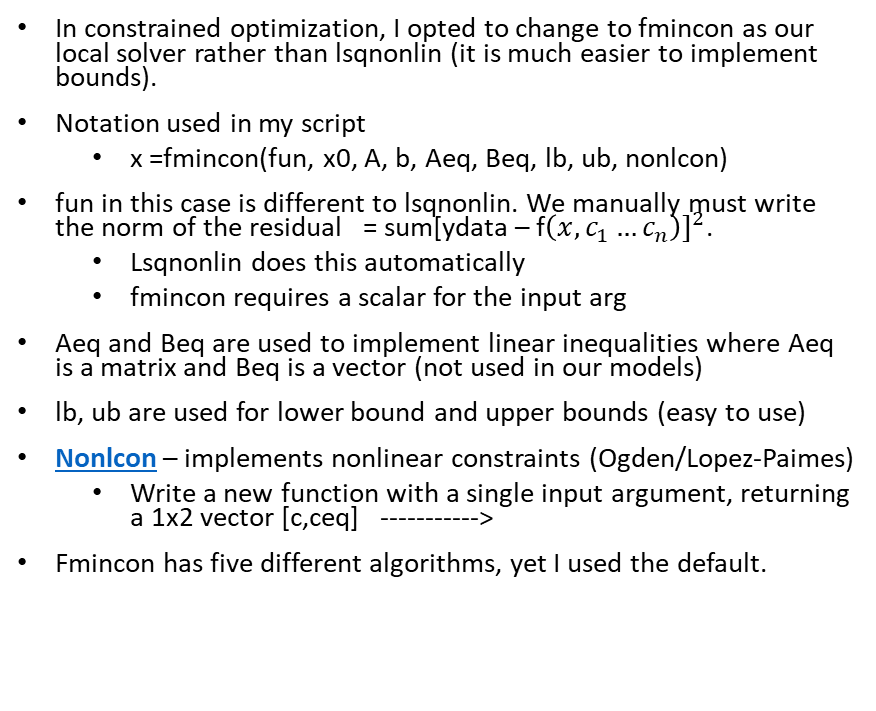 • In constrained optimization, I opted to change to fmincon as our
local solver rather than lsqnonlin (it is much easier to implement
bounds).
• Notation used in my script
• x =fmincon(fun, x0, A, b, Aeq, Beq, lb, ub, nonlcon)
• fun in this case is different to lsqnonlin. We manually must write
the norm of the residual = sum[ydata – f(𝑥, 𝑐₁ … 𝑐ₙ)]².
• Lsqnonlin does this automatically
• fmincon requires a scalar for the input arg
• Aeq and Beq are used to implement linear inequalities where Aeq
is a matrix and Beq is a vector (not used in our models)
• lb, ub are used for lower bound and upper bounds (easy to use)
• Nonlcon – implements nonlinear constraints (Ogden/Lopez-Paimes)
• Write a new function with a single input argument, returning
a 1x2 vector [c,ceq] ----------->
• Fmincon has five different algorithms, yet I used the default.